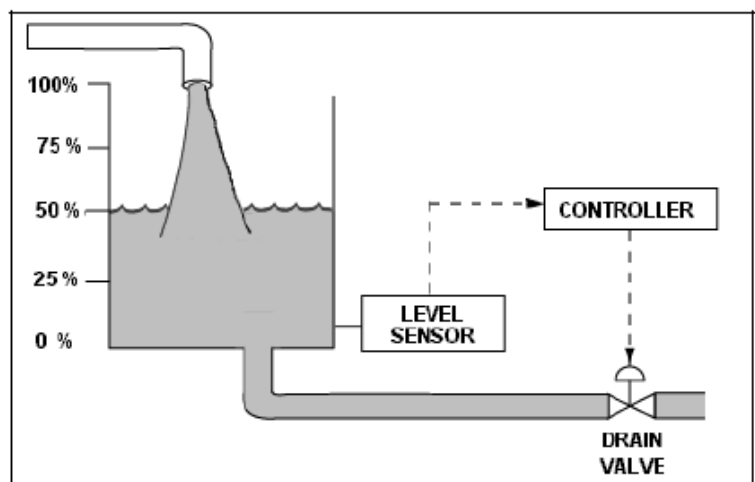 100%
75 %
50 %
25 %
0 %
CONTROLLER
LEVEL
SENSOR
DRAIN
VALVE